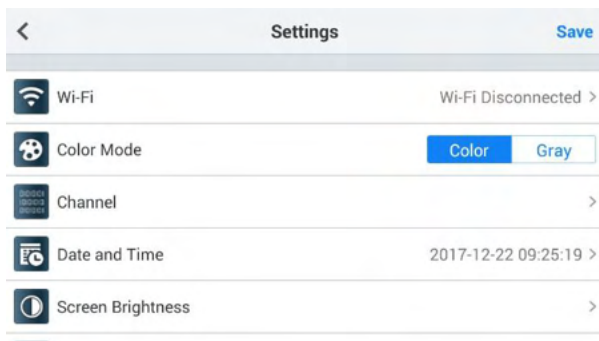 Settings Save
Wi-Fi Wi-Fi Disconnected
Color Mode Color Gray
Channel
Date and Time 2017-12-22 09:25:19
Screen Brightness